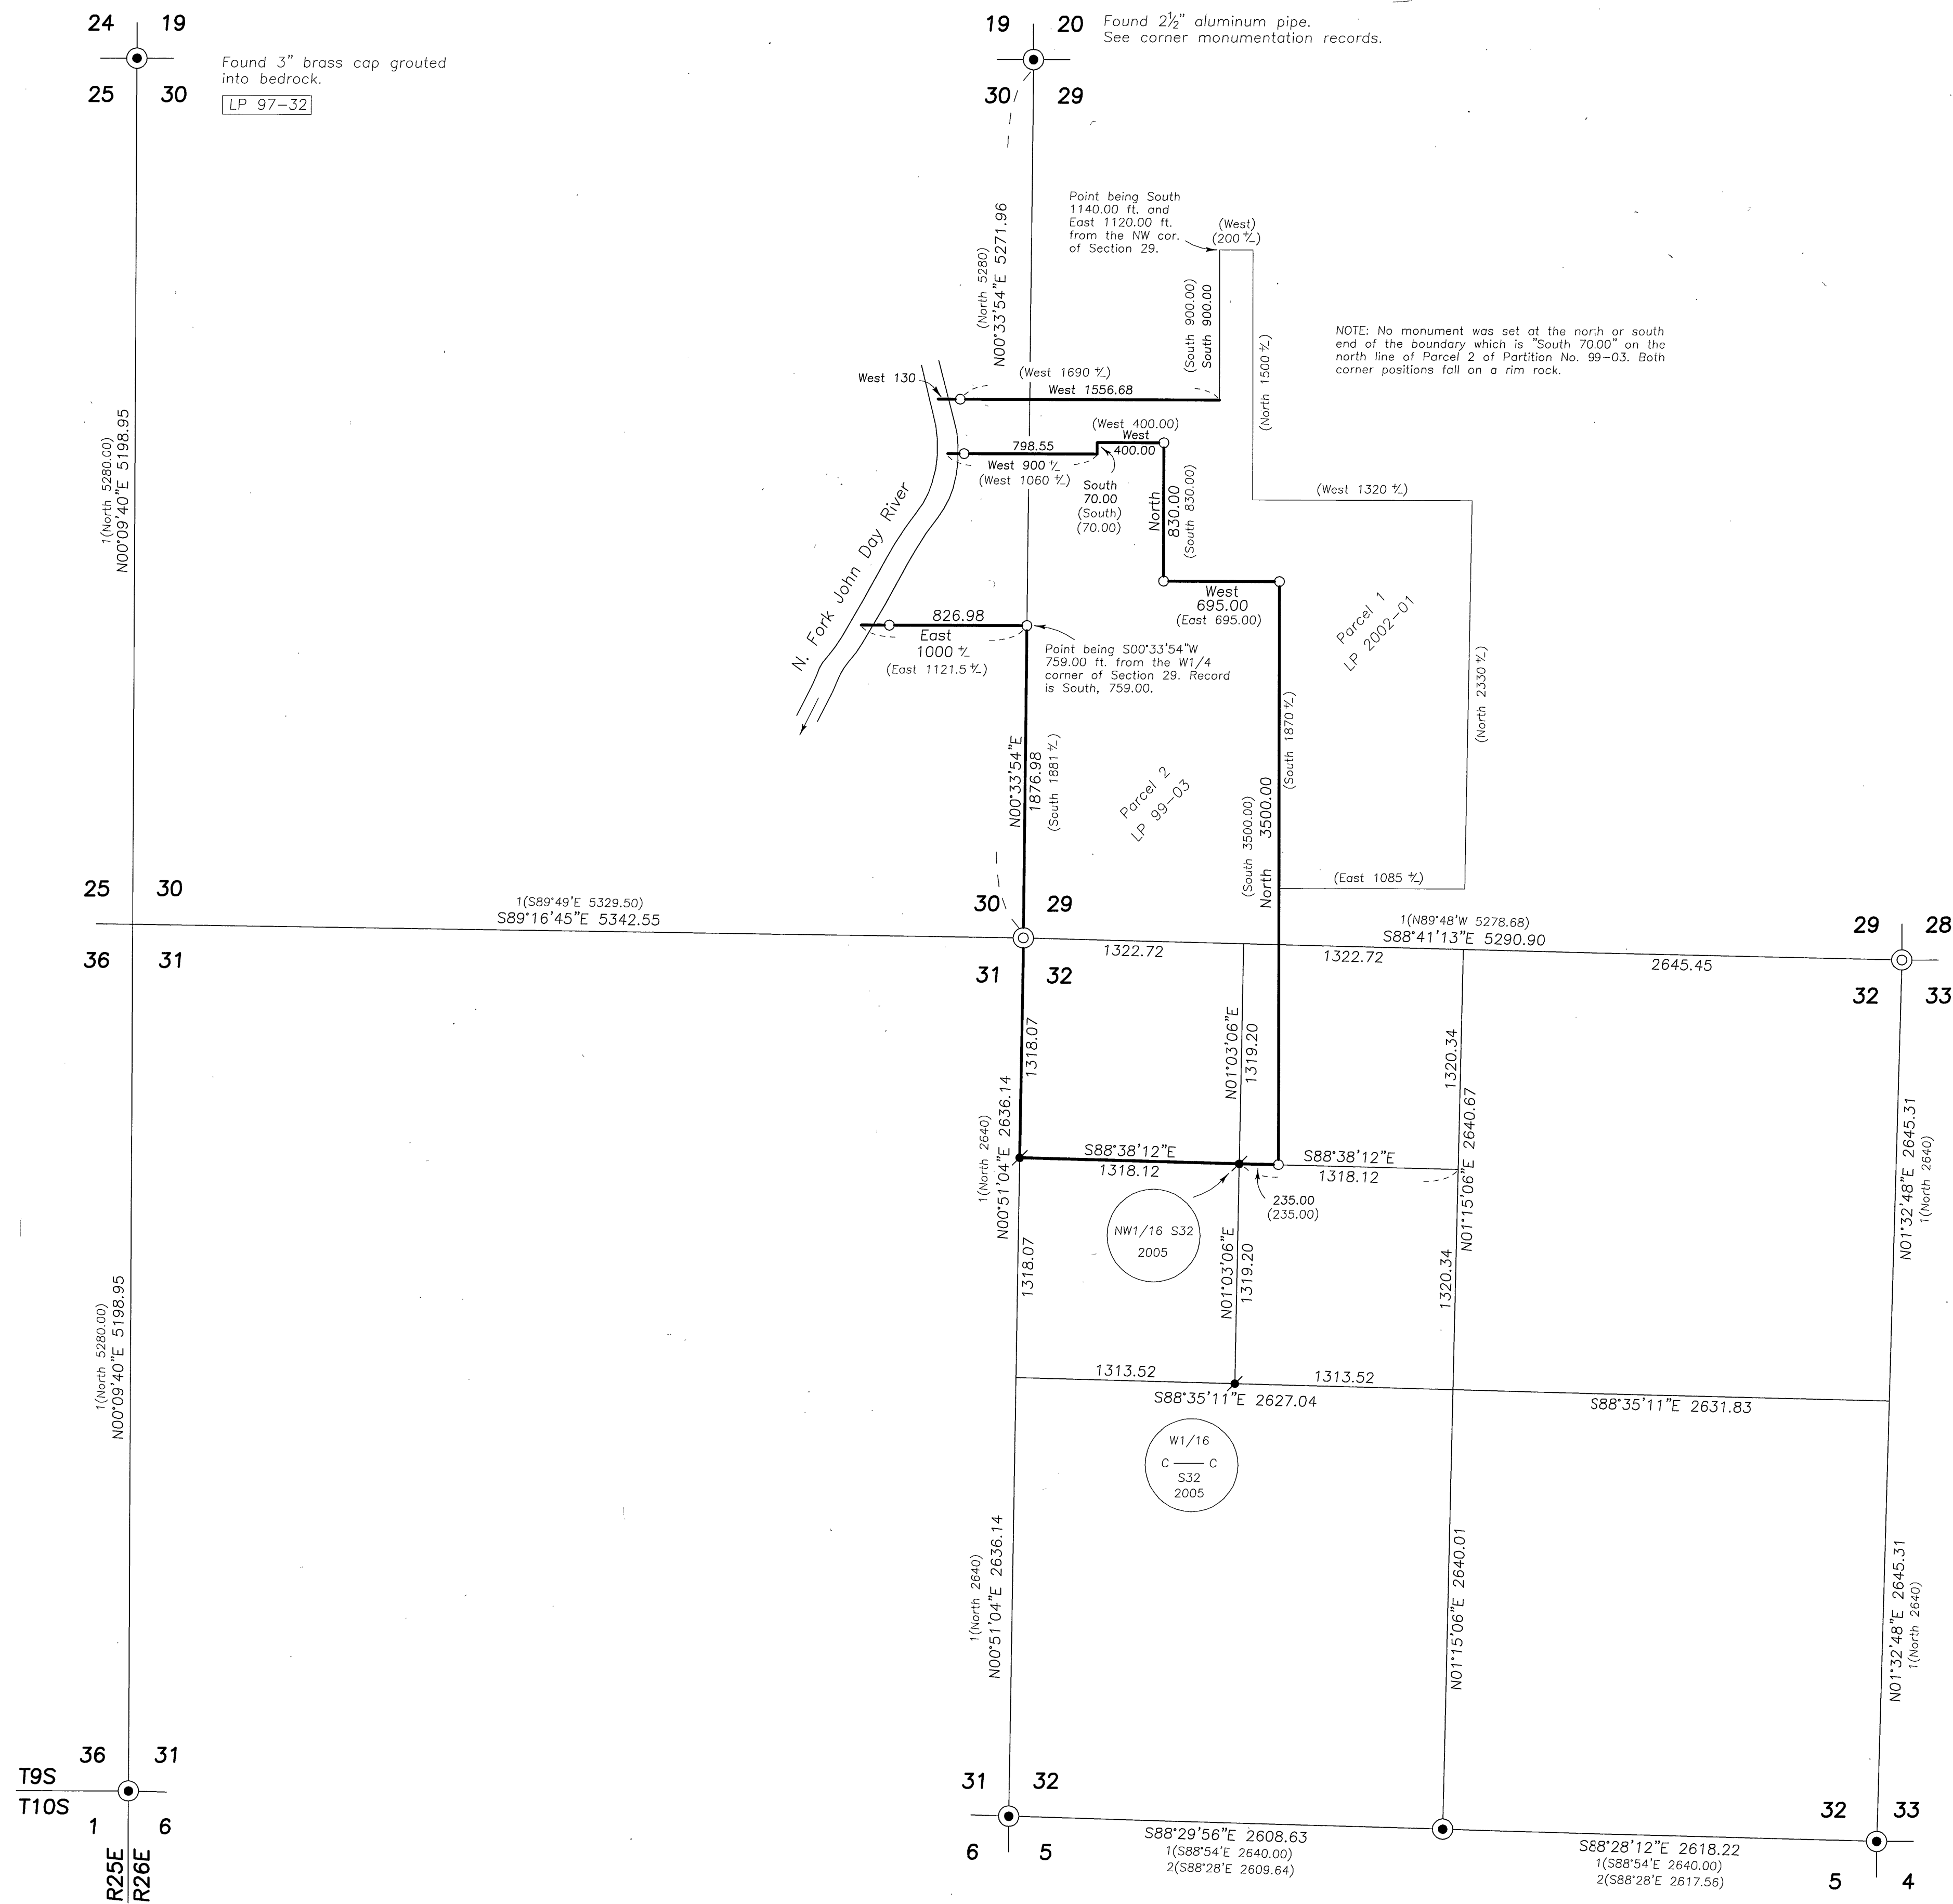 24 19
25 30
Found 3" brass cap grouted
into bedrock.
LP 97-32
19 20
30 29
Found 2½" aluminum pipe.
See corner monumentation records.
Point being South
1140.00 ft. and
East 1120.00 ft.
from the NW cor.
of Section 29.
(West)
(200 +/-)
(North 5280)
N00°33'54"E 5271.96
(South 900.00)
South 900.00
(North 1500 +/-)
NOTE: No monument was set at the north or south
end of the boundary which is "South 70.00" on the
north line of Parcel 2 of Partition No. 99-03. Both
corner positions fall on a rim rock.
West 130
(West 1690 +/-)
West 1556.68
(West 400.00)
West
400.00
798.55
West 900 +/-
(West 1060 +/-)
South
70.00
(South)
(70.00)
North
830.00
(South 830.00)
(West 1320 +/-)
1(North 5280.00)
N00°09'40"E 5198.95
N. Fork John Day River
West
695.00
(East 695.00)
Parcel 1
LP 2002-01
826.98
East
1000 +/-
(East 1121.5 +/-)
Point being S00°33'54"W
759.00 ft. from the W1/4
corner of Section 29. Record
is South, 759.00.
(North 2330 +/-)
(South 1870 +/-)
N00°33'54"E
1876.98
(South 1881 +/-)
Parcel 2
LP 99-03
(South 3500.00)
North 3500.00
(East 1085 +/-)
25 30
36 31
1(S89°49'E 5329.50)
S89°16'45"E 5342.55
30 29
31 32
1(N89°48'W 5278.68)
S88°41'13"E 5290.90
1322.72
1322.72
2645.45
29 28
32 33
1318.07
N01°03'06"E
1319.20
1320.34
1(North 2640)
N00°51'04"E 2636.14
N01°15'06"E 2640.67
N01°32'48"E 2645.31
1(North 2640)
S88°38'12"E
1318.12
S88°38'12"E
1318.12
235.00
(235.00)
NW1/16 S32
2005
1318.07
N01°03'06"E
1319.20
1320.34
1(North 5280.00)
N00°09'40"E 5198.95
1313.52
1313.52
S88°35'11"E 2627.04
S88°35'11"E 2631.83
W1/16
C C
S32
2005
1(North 2640)
N00°51'04"E 2636.14
N01°15'06"E 2640.01
N01°32'48"E 2645.31
1(North 2640)
36 31
T9S
T10S
1 6
R25E
R26E
31 32
6 5
S88°29'56"E 2608.63
1(S88°54'E 2640.00)
2(S88°28'E 2609.64)
S88°28'12"E 2618.22
1(S88°54'E 2640.00)
2(S88°28'E 2617.56)
32 33
5 4